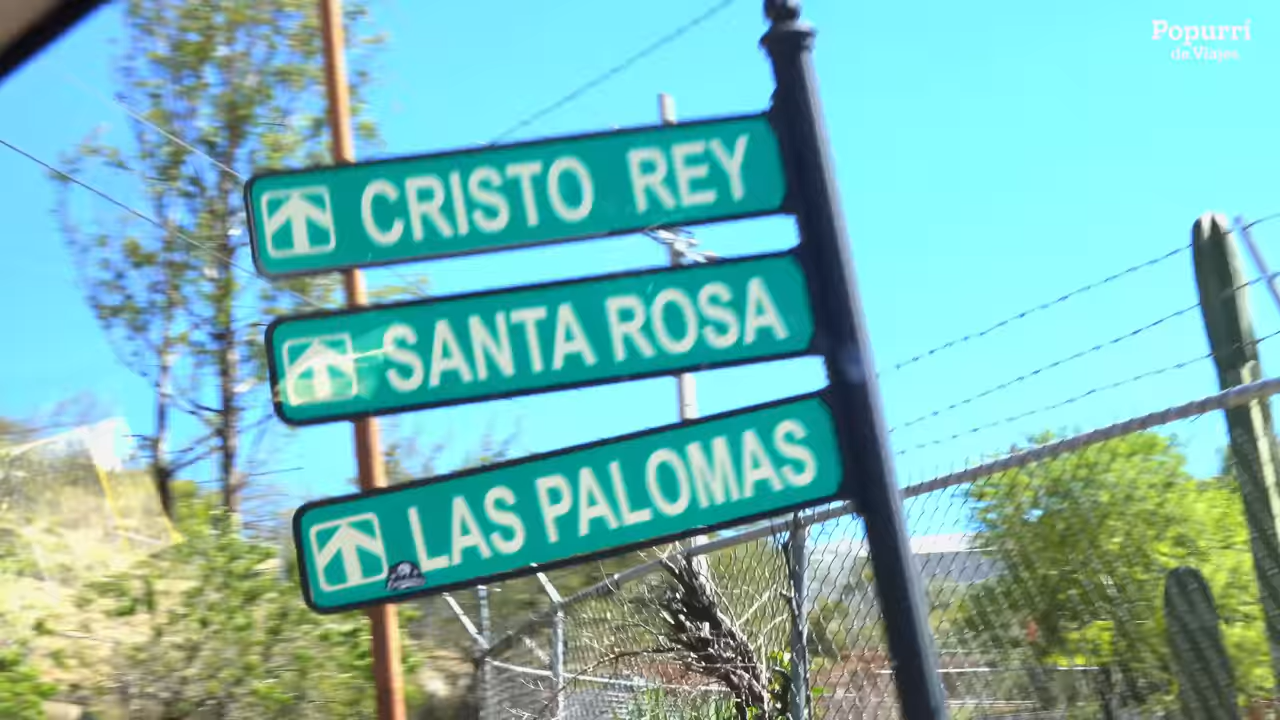 Popurrí
de Viajes
CRISTO REY
SANTA ROSA
LAS PALOMAS